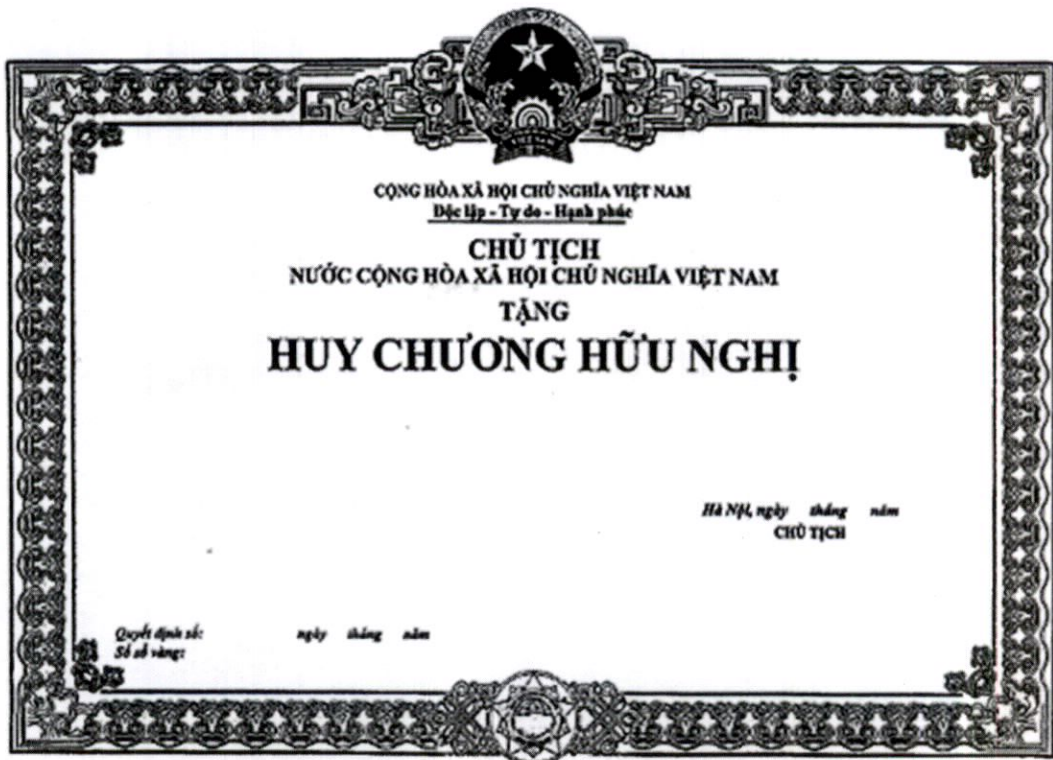 CỘNG HÒA XÃ HỘI CHỦ NGHĨA VIỆT NAM
Độc lập - Tự do - Hạnh phúc
CHỦ TỊCH
NƯỚC CỘNG HÒA XÃ HỘI CHỦ NGHĨA VIỆT NAM
TẶNG
HUY CHƯƠNG HỮU NGHỊ
Hà Nội, ngày tháng năm
CHỦ TỊCH
Quyết định số: ngày tháng năm
Số sổ vàng: